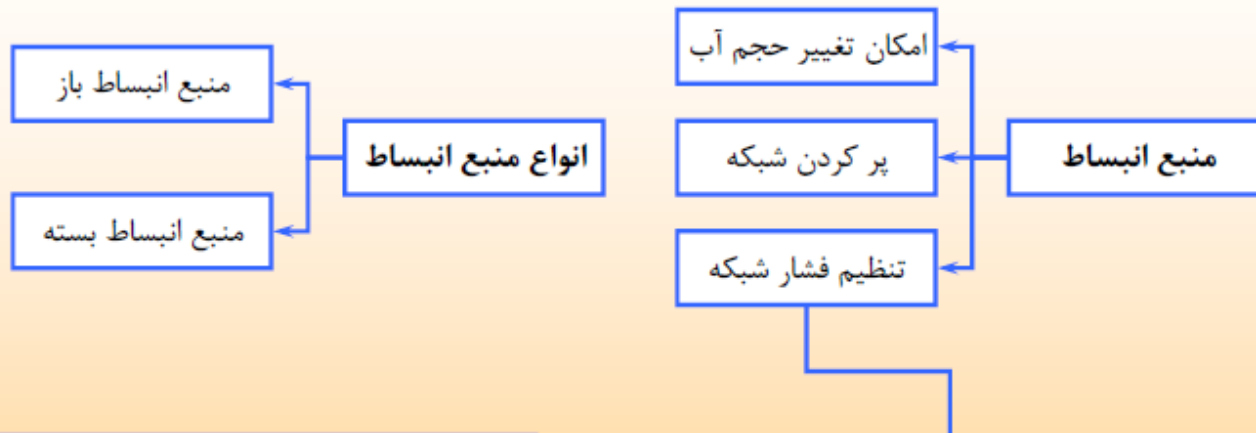 منبع انبساط
امکان تغییر حجم آب
پر کردن شبکه
تنظیم فشار شبکه
انواع منبع انبساط
منبع انبساط باز
منبع انبساط بسته